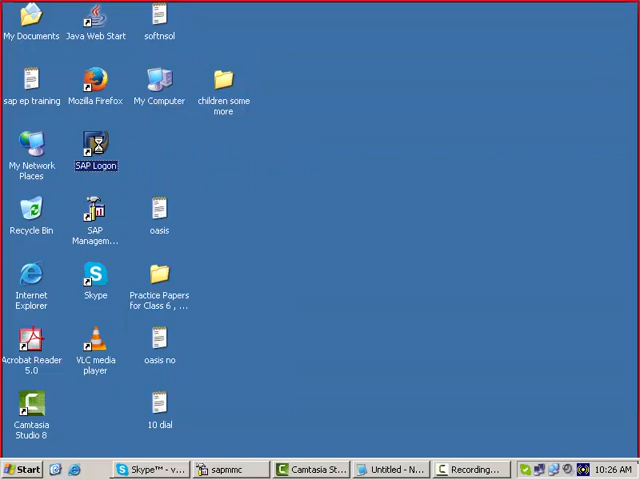 My Documents
Java Web Start
softnsol
sap ep training
Mozilla Firefox
My Computer
children some
more
My Network
Places
SAP Logon
Recycle Bin
SAP
Managem...
oasis
Internet
Explorer
Skype
Practice Papers
for Class 6 , ...
Acrobat Reader
5.0
VLC media
player
oasis no
Camtasia
Studio 8
10 dial
Start
Skype™ - v...
sapmmc
Camtasia St...
Untitled - N...
Recording...
10:26 AM